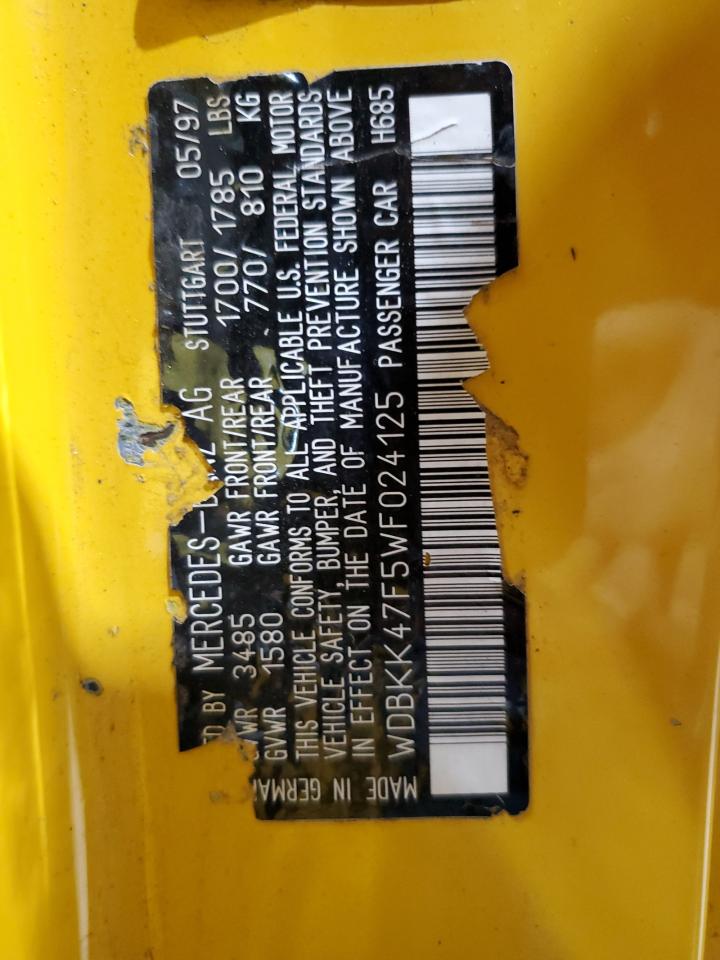 BY MERCEDES-B AG STUTTGART 05/97
GVWR 3485 GAWR FRONT/REAR 1700/ 1785 LBS
GVWR 1580 GAWR FRONT/REAR 770/ 810 KG
THIS VEHICLE CONFORMS TO ALL APPLICABLE U.S. FEDERAL MOTOR
VEHICLE SAFETY, BUMPER, AND THEFT PREVENTION STANDARDS
IN EFFECT ON THE DATE OF MANUFACTURE SHOWN ABOVE
WDBKK47F5WF024125 PASSENGER CAR H685
MADE IN GERMA